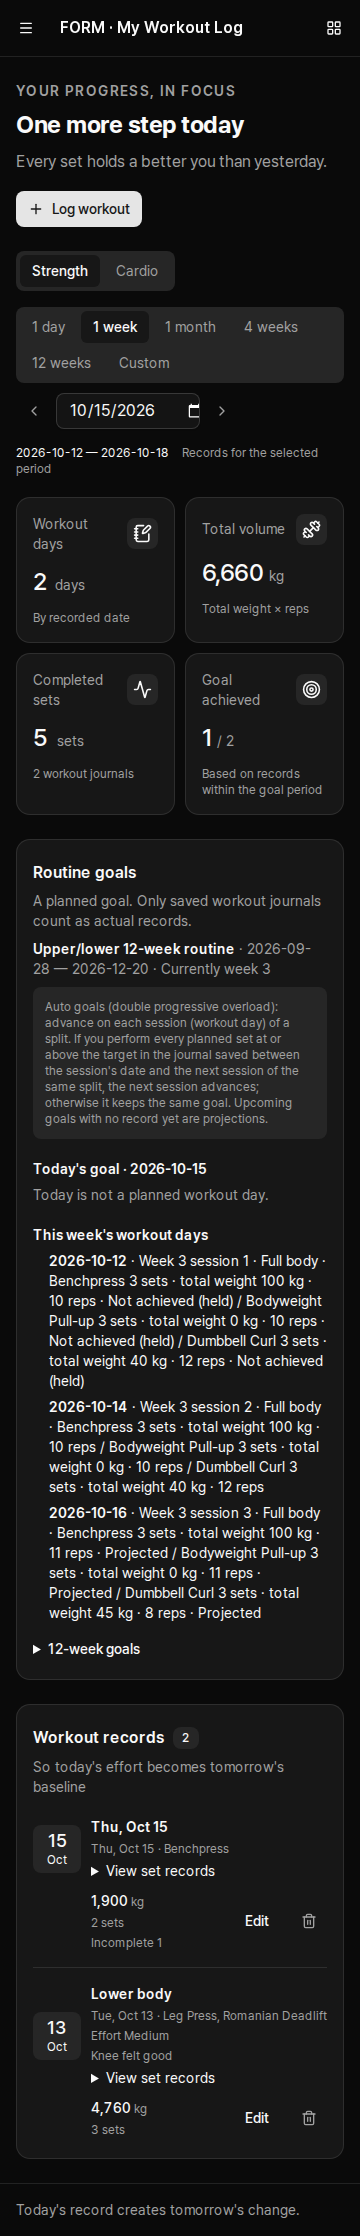 FORM · My Workout Log
YOUR PROGRESS, IN FOCUS
One more step today
Every set holds a better you than yesterday.
+ Log workout
Strength Cardio
1 day 1 week 1 month 4 weeks
12 weeks Custom
10/15/2026
2026-10-12 — 2026-10-18 Records for the selected
period
Workout
days
2 days
By recorded date
Total volume
6,660 kg
Total weight × reps
Completed
sets
5 sets
2 workout journals
Goal
achieved
1 / 2
Based on records
within the goal period
Routine goals
A planned goal. Only saved workout journals
count as actual records.
Upper/lower 12-week routine · 2026-09-
28 — 2026-12-20 · Currently week 3
Auto goals (double progressive overload):
advance on each session (workout day) of a
split. If you perform every planned set at or
above the target in the journal saved between
the session's date and the next session of the
same split, the next session advances;
otherwise it keeps the same goal. Upcoming
goals with no record yet are projections.
Today's goal · 2026-10-15
Today is not a planned workout day.
This week's workout days
2026-10-12 · Week 3 session 1 · Full body ·
Benchpress 3 sets · total weight 100 kg ·
10 reps · Not achieved (held) / Bodyweight
Pull-up 3 sets · total weight 0 kg · 10 reps ·
Not achieved (held) / Dumbbell Curl 3 sets ·
total weight 40 kg · 12 reps · Not achieved
(held)
2026-10-14 · Week 3 session 2 · Full body
· Benchpress 3 sets · total weight 100 kg ·
10 reps / Bodyweight Pull-up 3 sets · total
weight 0 kg · 10 reps / Dumbbell Curl 3
sets · total weight 40 kg · 12 reps
2026-10-16 · Week 3 session 3 · Full body
· Benchpress 3 sets · total weight 100 kg ·
11 reps · Projected / Bodyweight Pull-up 3
sets · total weight 0 kg · 11 reps ·
Projected / Dumbbell Curl 3 sets · total
weight 45 kg · 8 reps · Projected
12-week goals
Workout records 2
So today's effort becomes tomorrow's
baseline
15
Oct
Thu, Oct 15
Thu, Oct 15 · Benchpress
View set records
1,900 kg
2 sets
Incomplete 1
Edit
13
Oct
Lower body
Tue, Oct 13 · Leg Press, Romanian Deadlift
Effort Medium
Knee felt good
View set records
4,760 kg
3 sets
Edit
Today's record creates tomorrow's change.